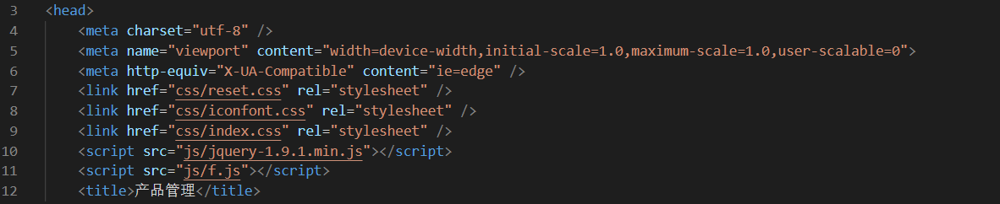 3 <head>
4 <meta charset="utf-8" />
5 <meta name="viewport" content="width=device-width,initial-scale=1.0,maximum-scale=1.0,user-scalable=0">
6 <meta http-equiv="X-UA-Compatible" content="ie=edge" />
7 <link href="css/reset.css" rel="stylesheet" />
8 <link href="css/iconfont.css" rel="stylesheet" />
9 <link href="css/index.css" rel="stylesheet" />
10 <script src="js/jquery-1.9.1.min.js"></script>
11 <script src="js/f.js"></script>
12 <title>产品管理</title>